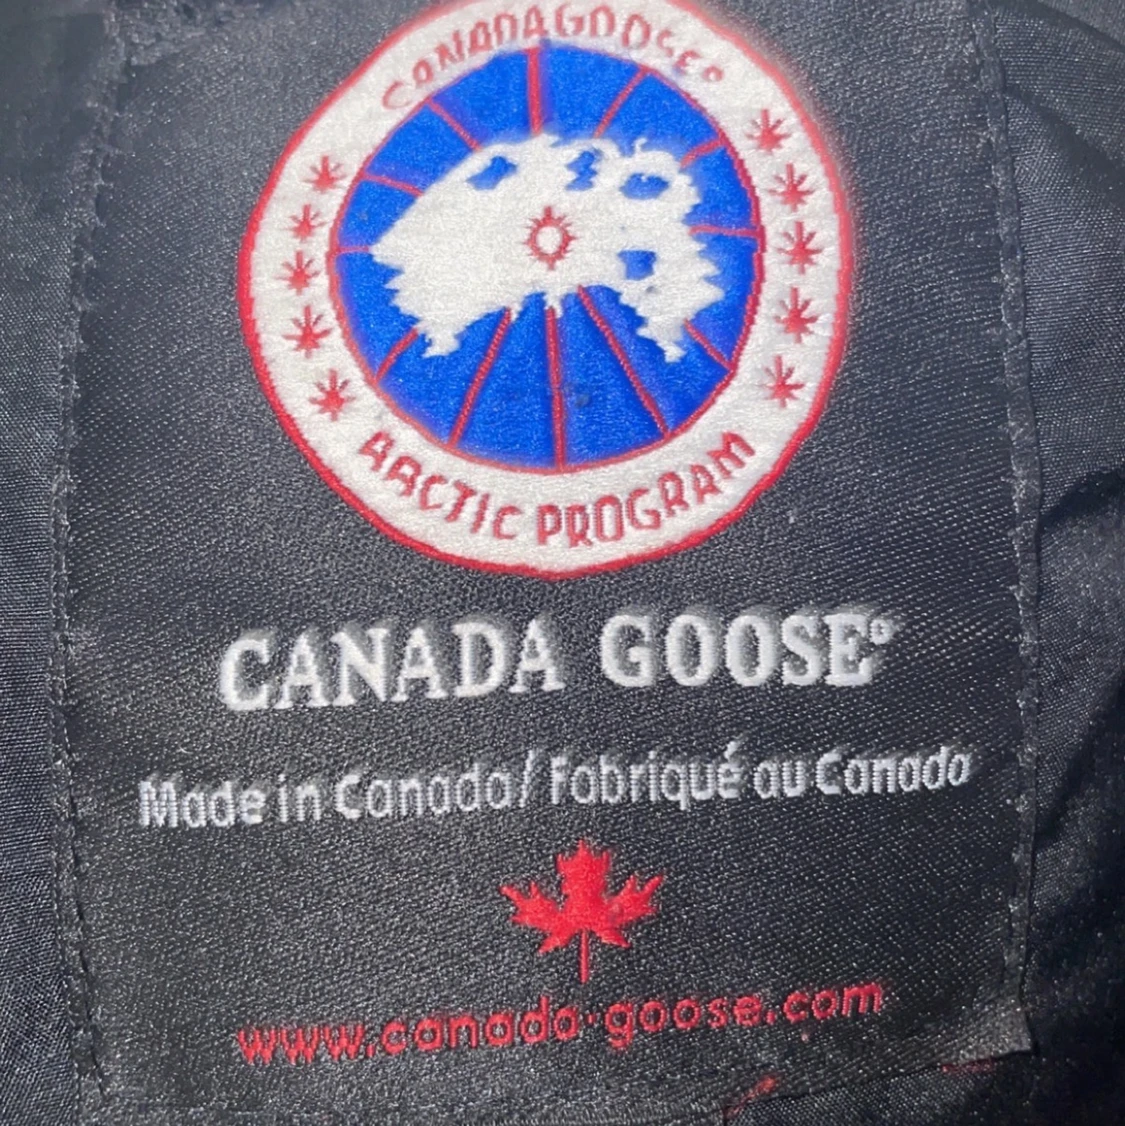 CANADA GOOSE®
ARCTIC PROGRAM
CANADA GOOSE®
Made in Canada/Fabriqué au Canada
www.canada-goose.com